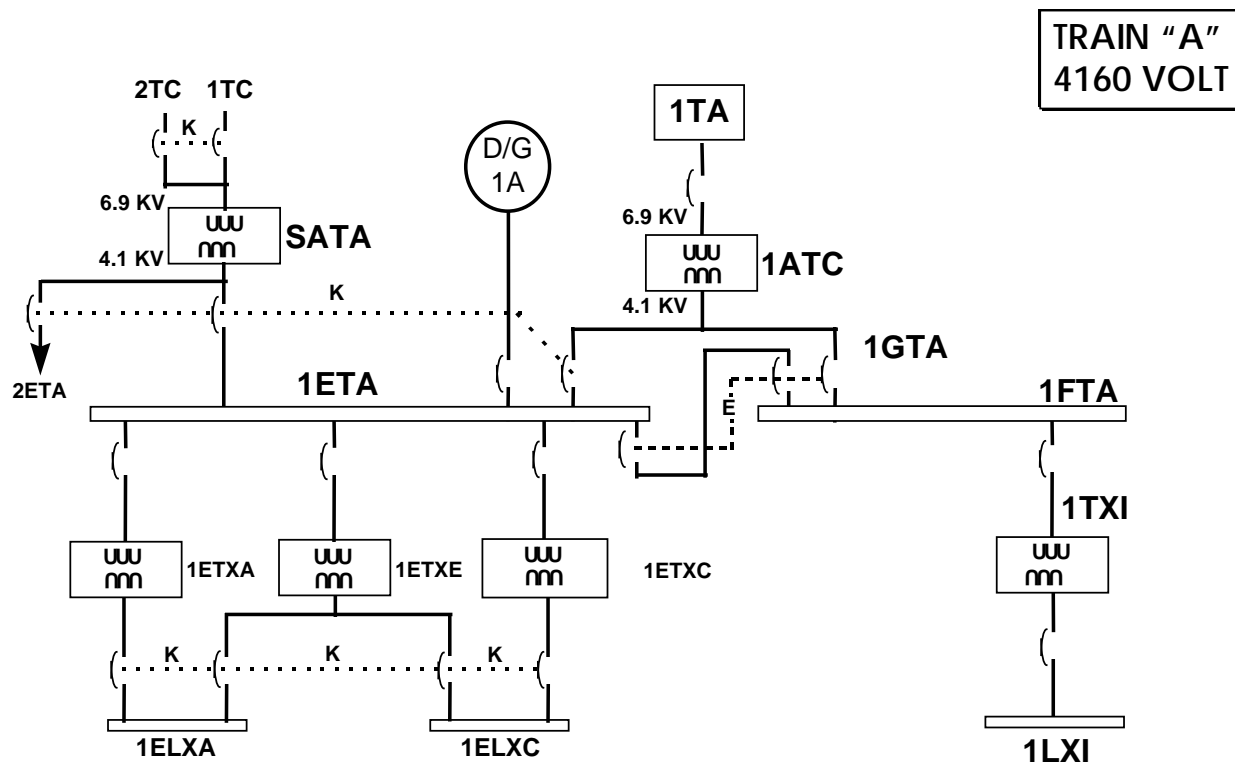 TRAIN “A”
4160 VOLT
2TC 1TC
K
1TA
D/G
1A
6.9 KV
6.9 KV
SATA
1ATC
4.1 KV
4.1 KV
K
1GTA
2ETA
1ETA
1FTA
E
1TXI
1ETXA
1ETXE
1ETXC
K
K
K
1ELXA
1ELXC
1LXI